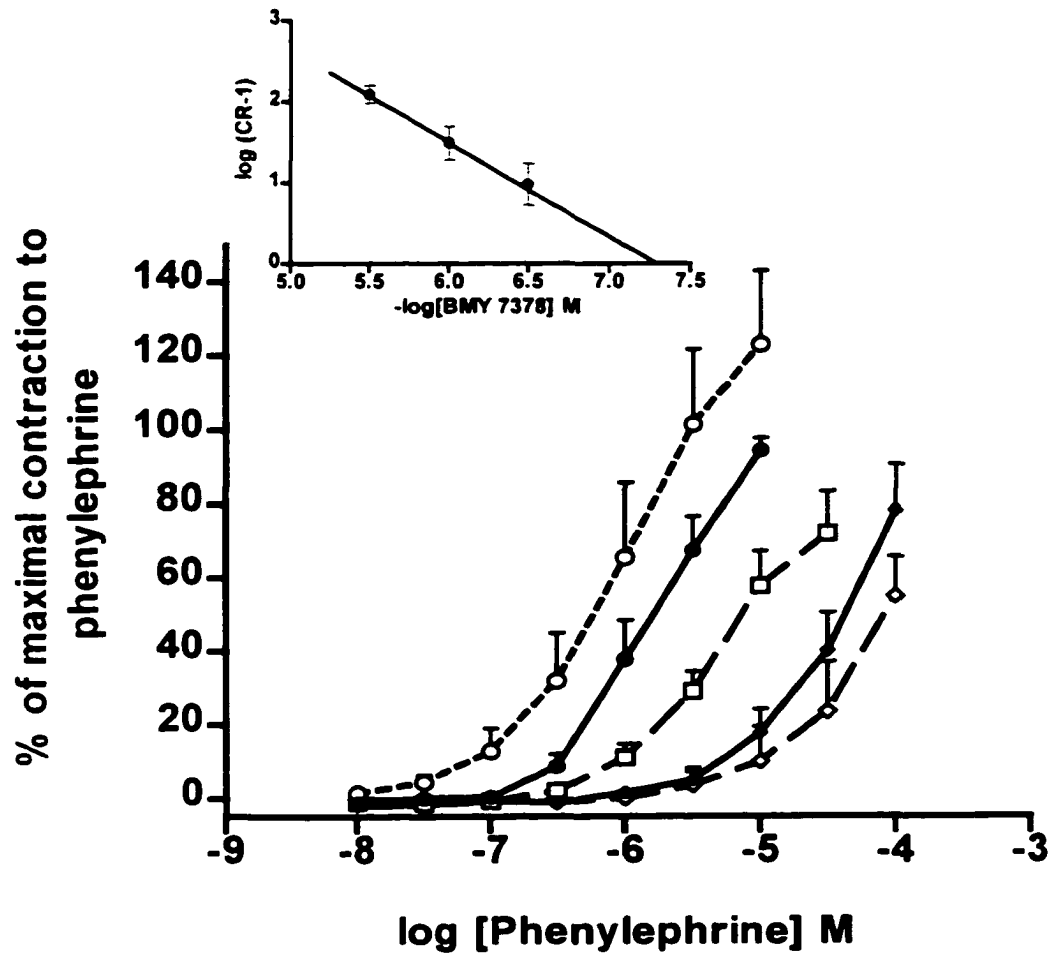 3
2
1
0
log (CR-1)
5.0 5.5 6.0 6.5 7.0 7.5
-log[BMY 7378] M
% of maximal contraction to
phenylephrine
140
120
100
80
60
40
20
0
-9 -8 -7 -6 -5 -4 -3
log [Phenylephrine] M